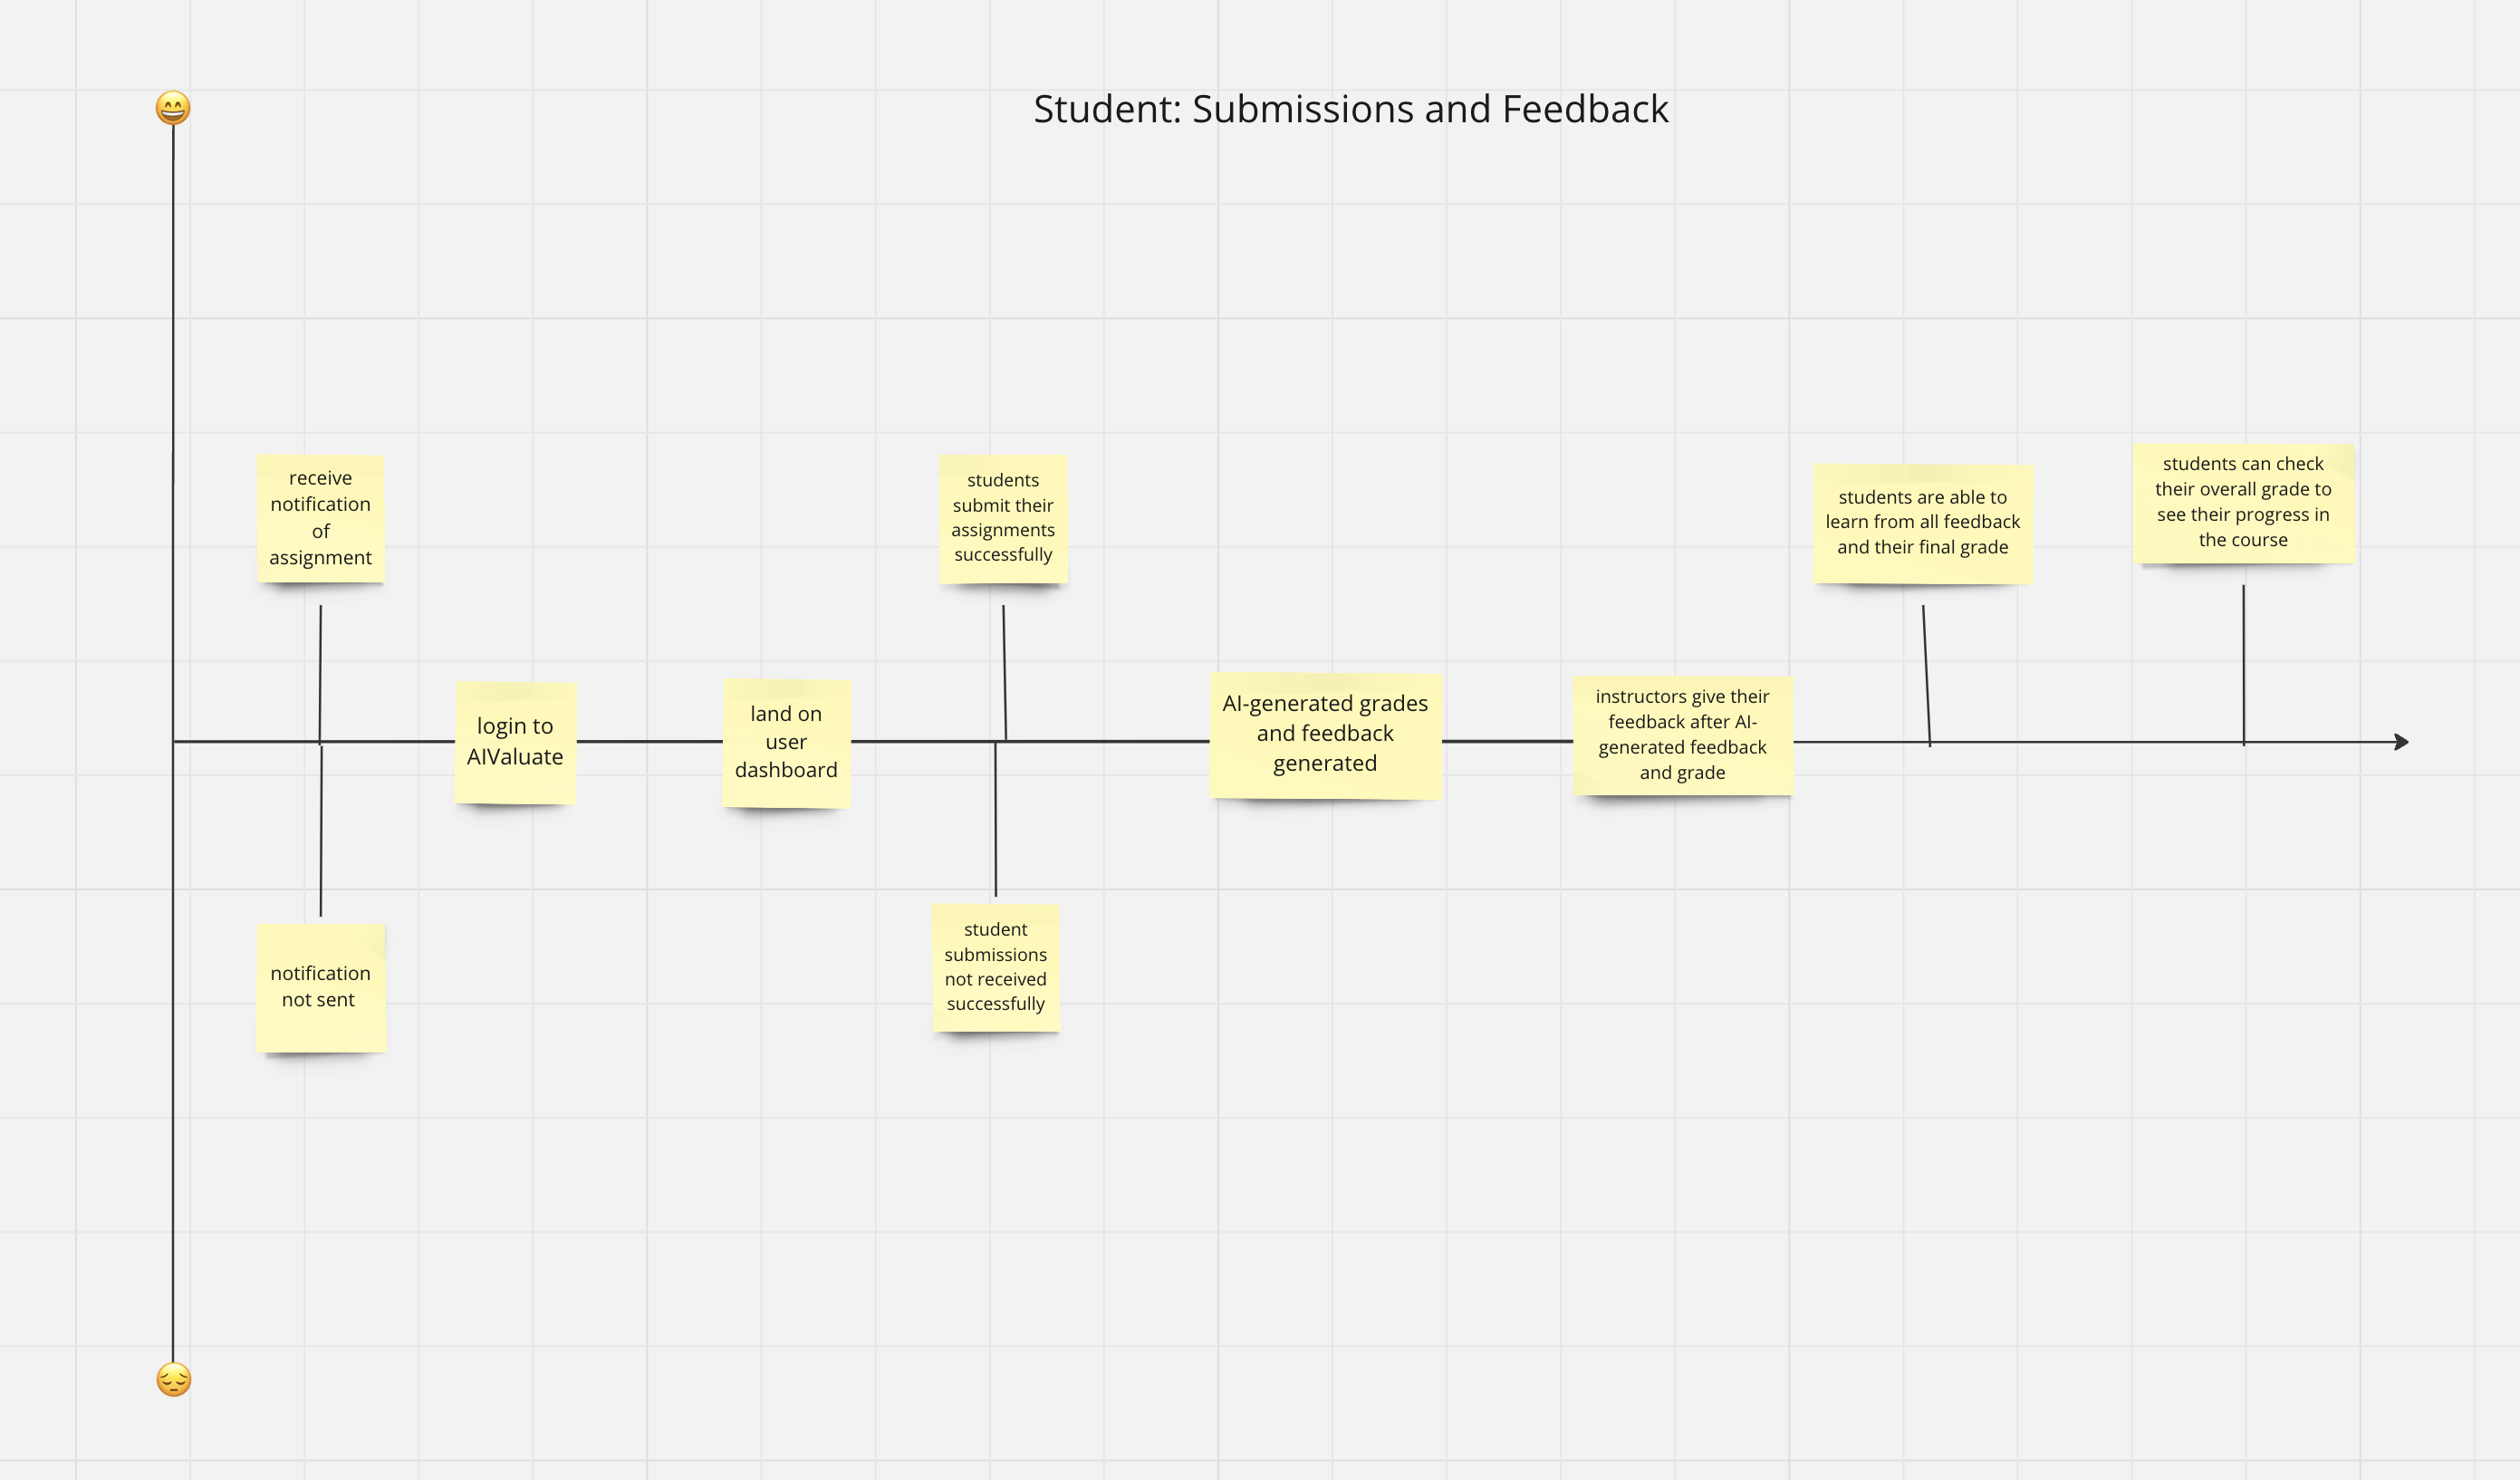 Student: Submissions and Feedback
receive
notification
of
assignment
notification
not sent
login to
AIValuate
land on
user
dashboard
students
submit their
assignments
successfully
student
submissions
not received
successfully
AI-generated grades
and feedback
generated
instructors give their
feedback after AI-
generated feedback
and grade
students are able to
learn from all feedback
and their final grade
students can check
their overall grade to
see their progress in
the course